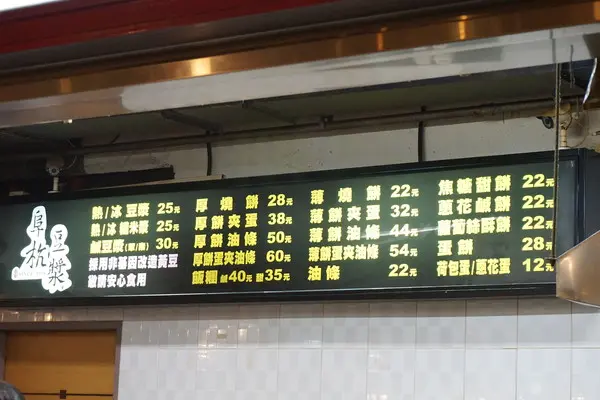 阜杭豆漿
熱/冰豆漿 25元
熱/冰糙米漿 25元
鹹豆漿(單/原) 30元
採用非基因改造黃豆
敬請安心食用
厚燒餅 28元
厚餅夾蛋 38元
厚餅油條 50元
厚餅蛋夾油條 60元
飯糰 鹹40元 甜35元
薄燒餅 22元
薄餅夾蛋 32元
薄餅油條 44元
薄餅蛋夾油條 54元
油條 22元
焦糖甜餅 22元
蔥花鹹餅 22元
葡萄酥餅 22元
蛋餅 28元
荷包蛋/蔥花蛋 12元